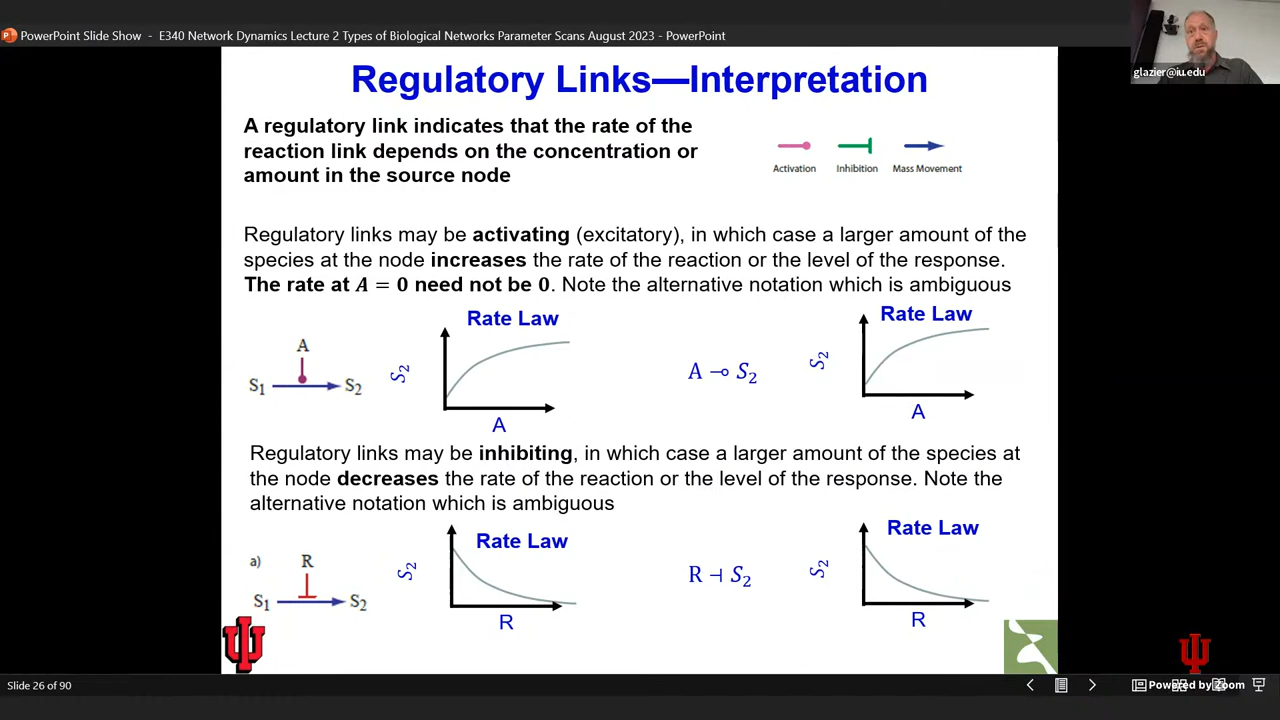 PowerPoint Slide Show - E340 Network Dynamics Lecture 2 Types of Biological Networks Parameter Scans August 2023 - PowerPoint
glazier@iu.edu
Regulatory Links—Interpretation
A regulatory link indicates that the rate of the
reaction link depends on the concentration or
amount in the source node
Activation Inhibition Mass Movement
Regulatory links may be activating (excitatory), in which case a larger amount of the
species at the node increases the rate of the reaction or the level of the response.
The rate at A = 0 need not be 0. Note the alternative notation which is ambiguous
Rate Law
Rate Law
A
S₁ S₂
S₂
A
A ⊸ S₂
S₂
A
Regulatory links may be inhibiting, in which case a larger amount of the species at
the node decreases the rate of the reaction or the level of the response. Note the
alternative notation which is ambiguous
Rate Law
Rate Law
a) R
S₁ S₂
S₂
R
R ⊣ S₂
S₂
R
Slide 26 of 90
Powered by Zoom